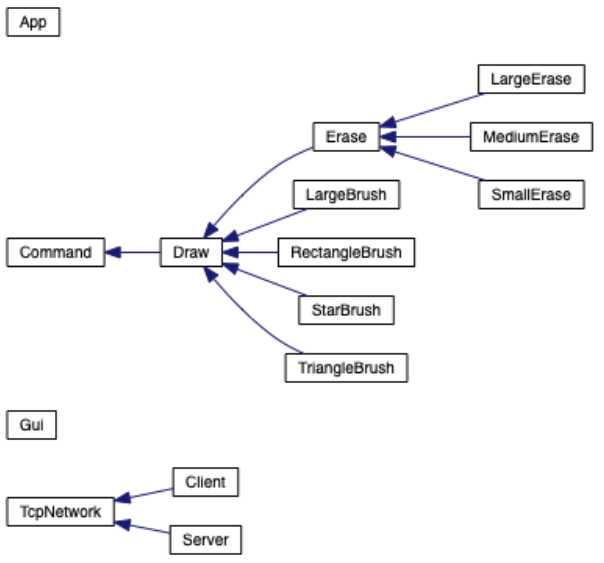 App
LargeErase
Erase
MediumErase
LargeBrush
SmallErase
Command
Draw
RectangleBrush
StarBrush
TriangleBrush
Gui
Client
TcpNetwork
Server